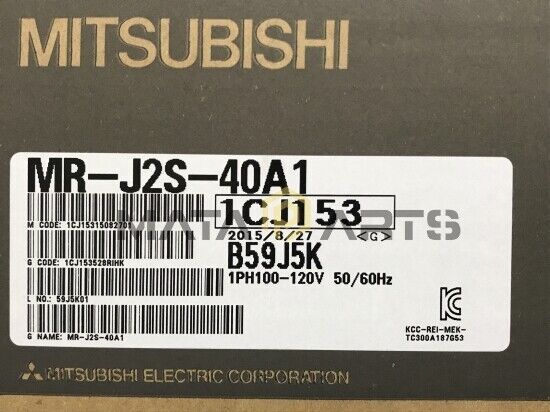 MITSUBISHI
MR-J2S-40A1
1CJ153
2015/8/27 <G>
M CODE: 1CJ15315082701
B59J5K
G CODE: 1CJ153528RIHK
1PH100-120V 50/60Hz
L NO.: 59J5K01
KCC-REI-MEK-
TC300A187G53
G NAME: MR-J2S-40A1
MITSUBISHI ELECTRIC CORPORATION